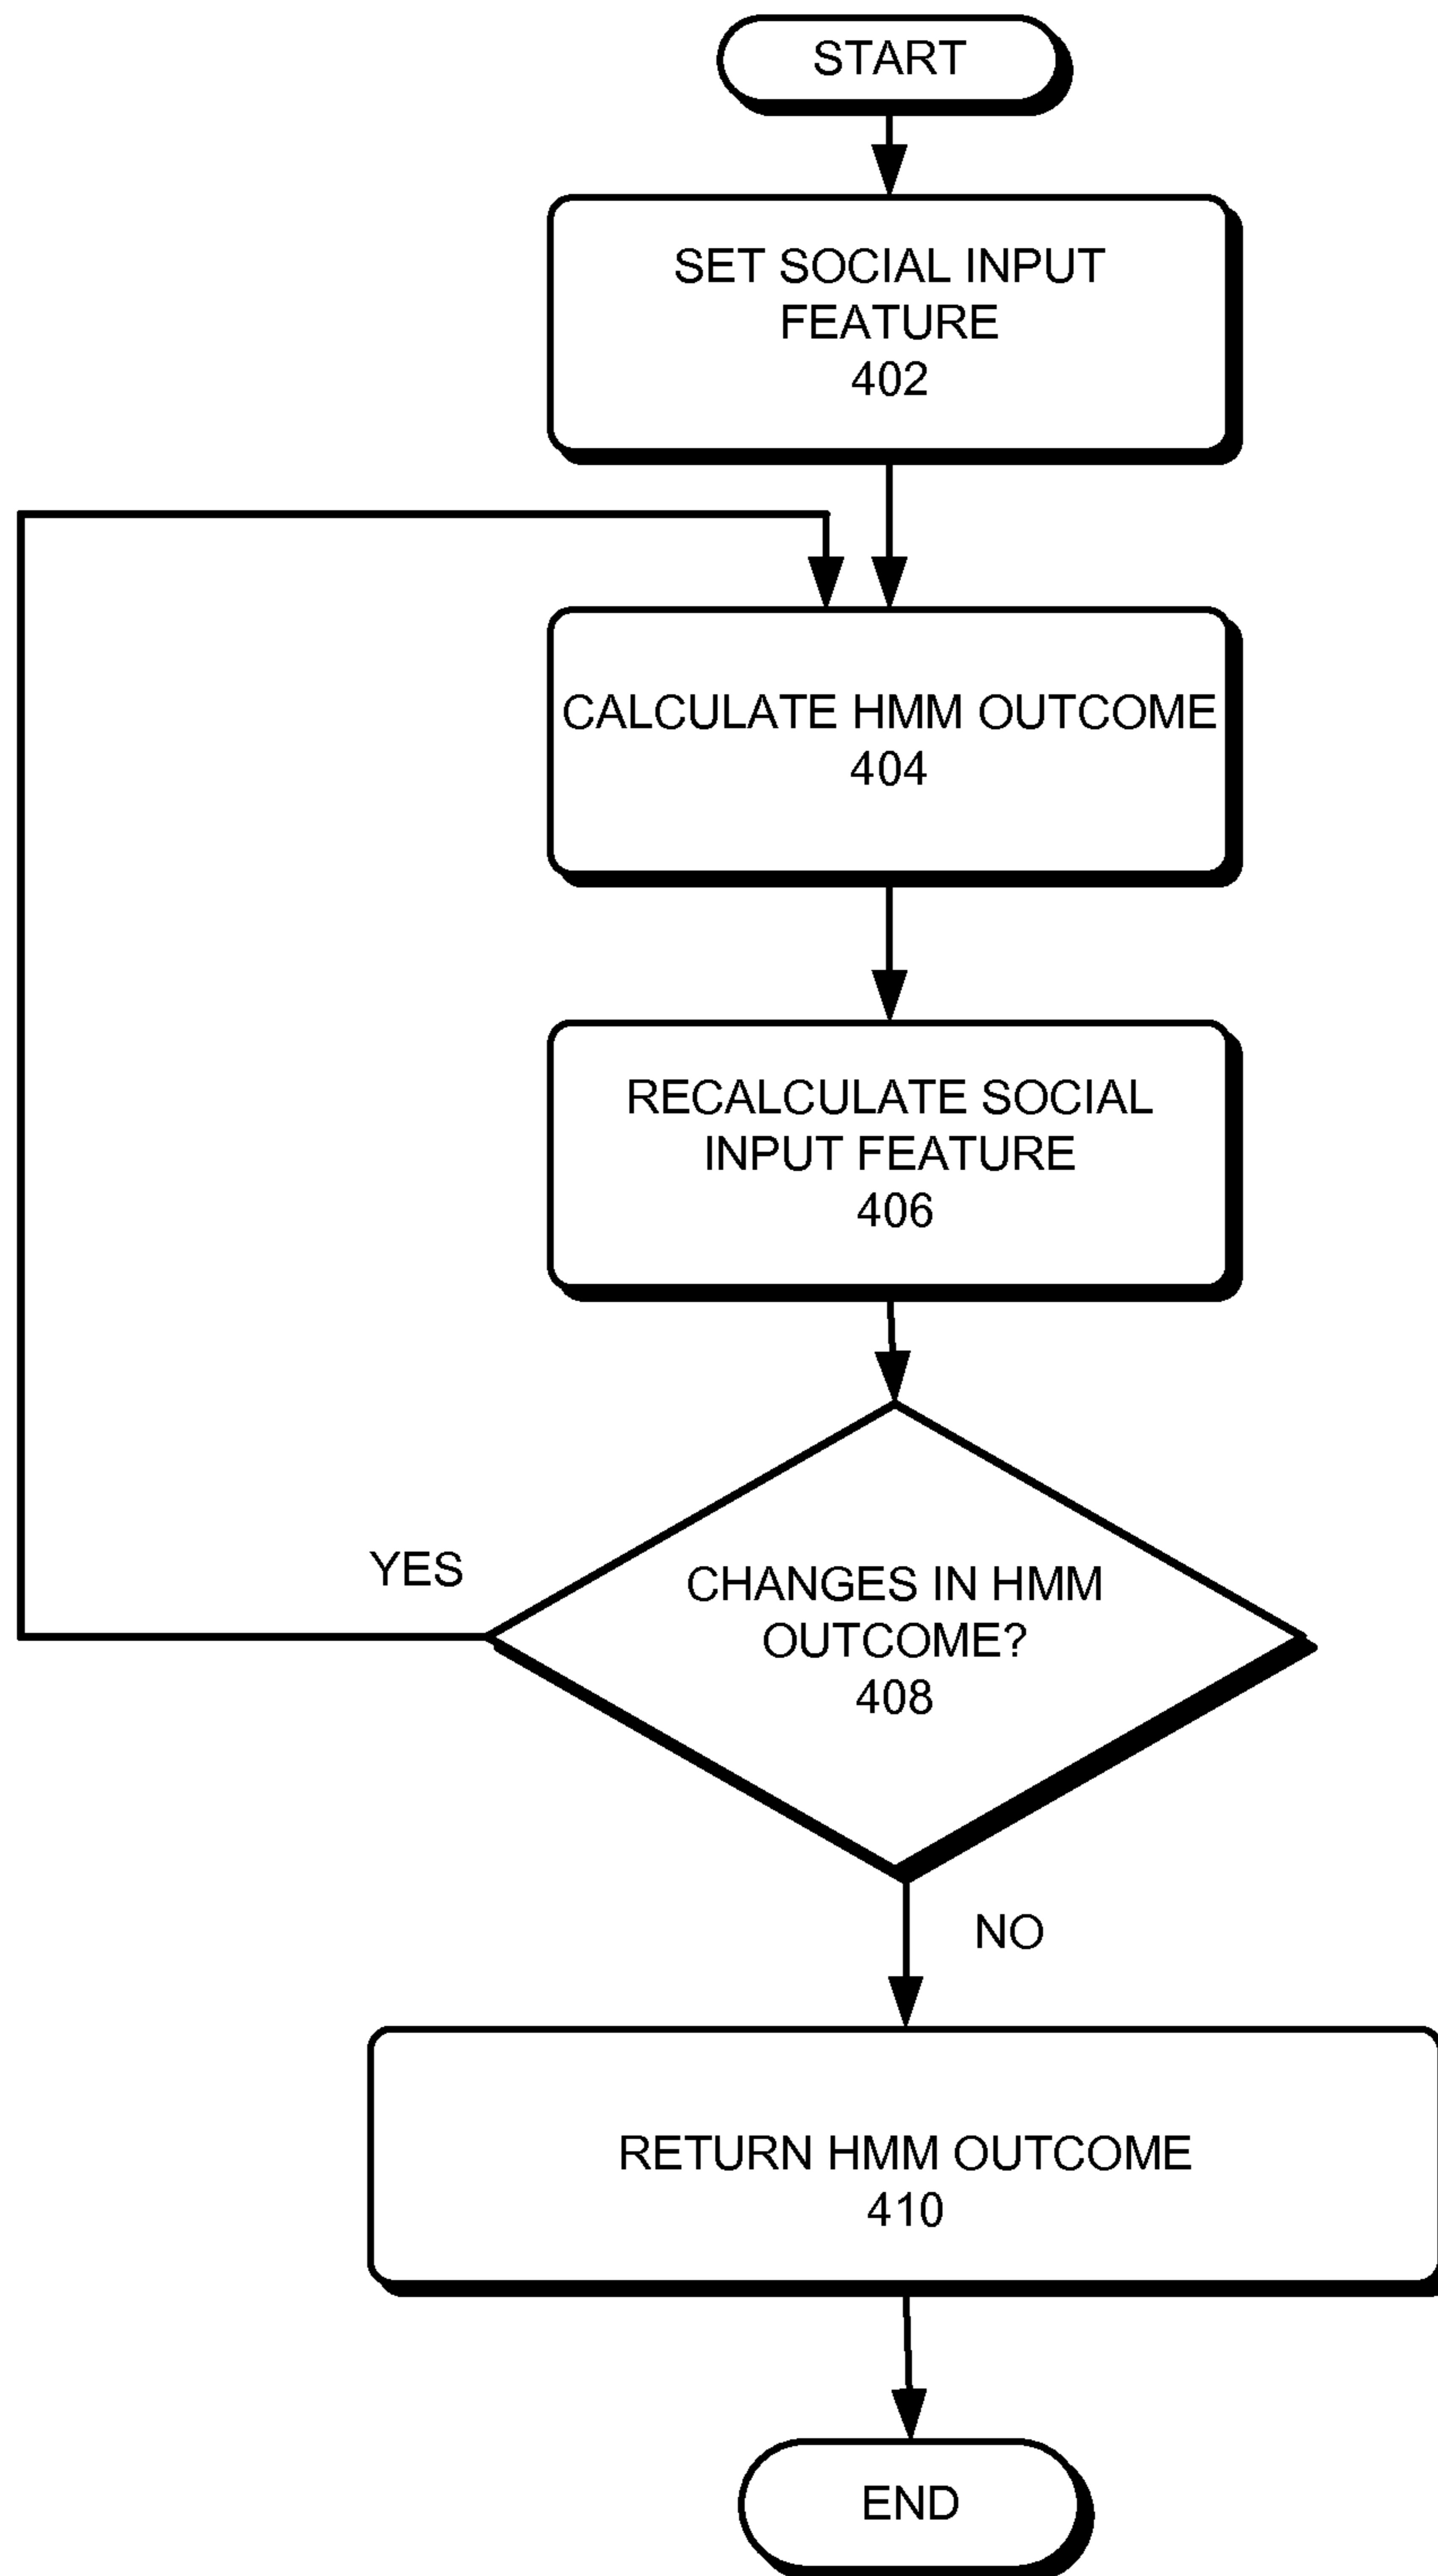 START
SET SOCIAL INPUT
FEATURE
402
CALCULATE HMM OUTCOME
404
RECALCULATE SOCIAL
INPUT FEATURE
406
YES
CHANGES IN HMM
OUTCOME?
408
NO
RETURN HMM OUTCOME
410
END